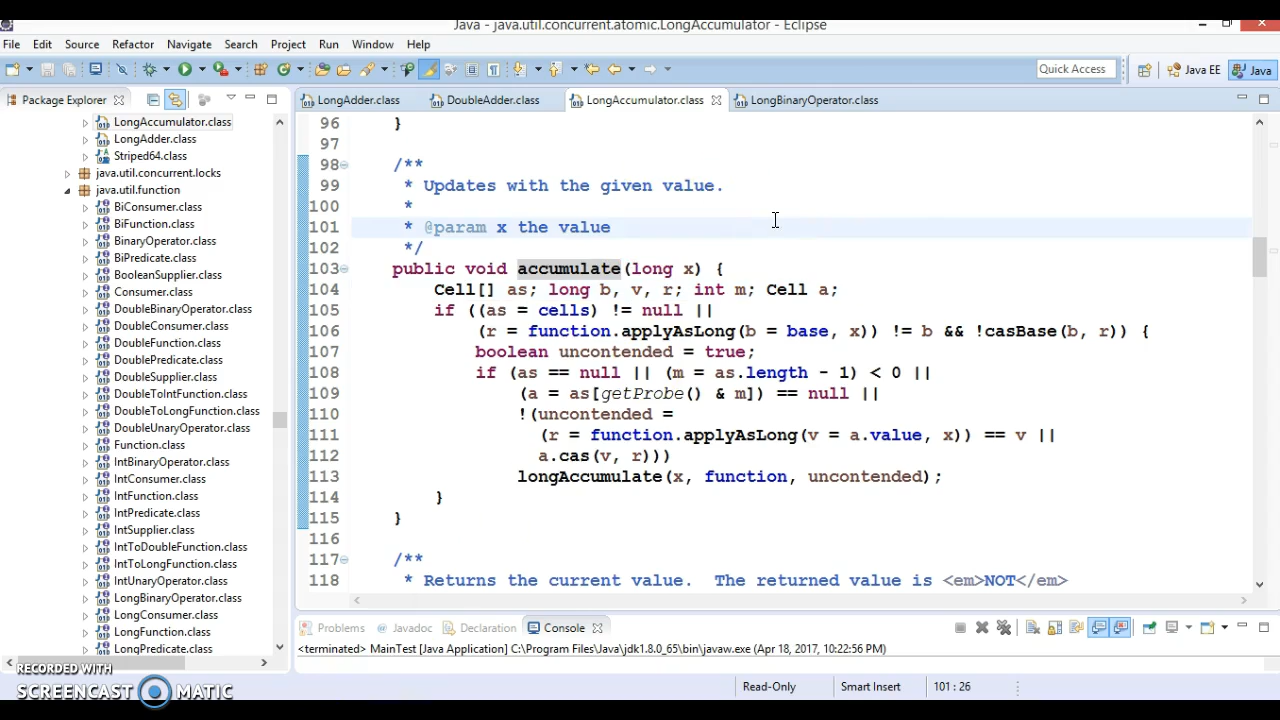 Java - java.util.concurrent.atomic.LongAccumulator - Eclipse
File Edit Source Refactor Navigate Search Project Run Window Help
Quick Access Java EE Java
Package Explorer
LongAccumulator.class
LongAdder.class
Striped64.class
java.util.concurrent.locks
java.util.function
BiConsumer.class
BiFunction.class
BinaryOperator.class
BiPredicate.class
BooleanSupplier.class
Consumer.class
DoubleBinaryOperator.class
DoubleConsumer.class
DoubleFunction.class
DoublePredicate.class
DoubleSupplier.class
DoubleToIntFunction.class
DoubleToLongFunction.class
DoubleUnaryOperator.class
Function.class
IntBinaryOperator.class
IntConsumer.class
IntFunction.class
IntPredicate.class
IntSupplier.class
IntToDoubleFunction.class
IntToLongFunction.class
IntUnaryOperator.class
LongBinaryOperator.class
LongConsumer.class
LongFunction.class
LongPredicate.class
LongAdder.class DoubleAdder.class LongAccumulator.class LongBinaryOperator.class
96 }
97
98 /**
99 * Updates with the given value.
100 *
101 * @param x the value
102 */
103 public void accumulate(long x) {
104 Cell[] as; long b, v, r; int m; Cell a;
105 if ((as = cells) != null ||
106 (r = function.applyAsLong(b = base, x)) != b && !casBase(b, r)) {
107 boolean uncontended = true;
108 if (as == null || (m = as.length - 1) < 0 ||
109 (a = as[getProbe() & m]) == null ||
110 !(uncontended =
111 (r = function.applyAsLong(v = a.value, x)) == v ||
112 a.cas(v, r)))
113 longAccumulate(x, function, uncontended);
114 }
115 }
116
117 /**
118 * Returns the current value. The returned value is <em>NOT</em>
Problems Javadoc Declaration Console
<terminated> MainTest [Java Application] C:\Program Files\Java\jdk1.8.0_65\bin\javaw.exe (Apr 18, 2017, 10:22:56 PM)
Read-Only Smart Insert 101 : 26
RECORDED WITH
SCREENCAST MATIC